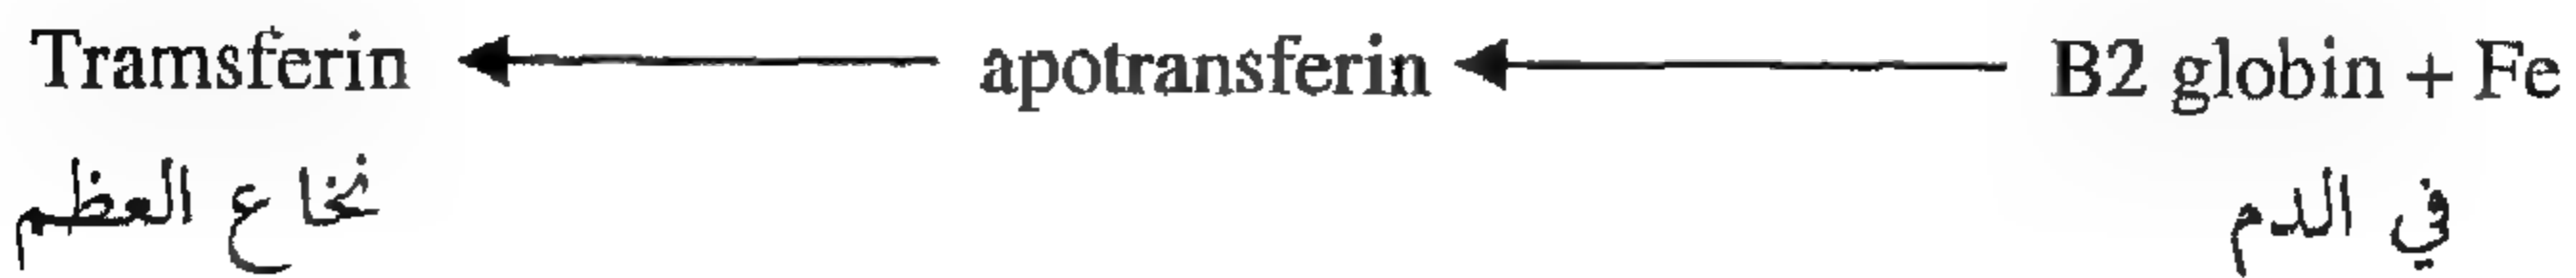 Tramsferin ← apotransferin ← B2 globin + Fe
في الدم نخاع العظم